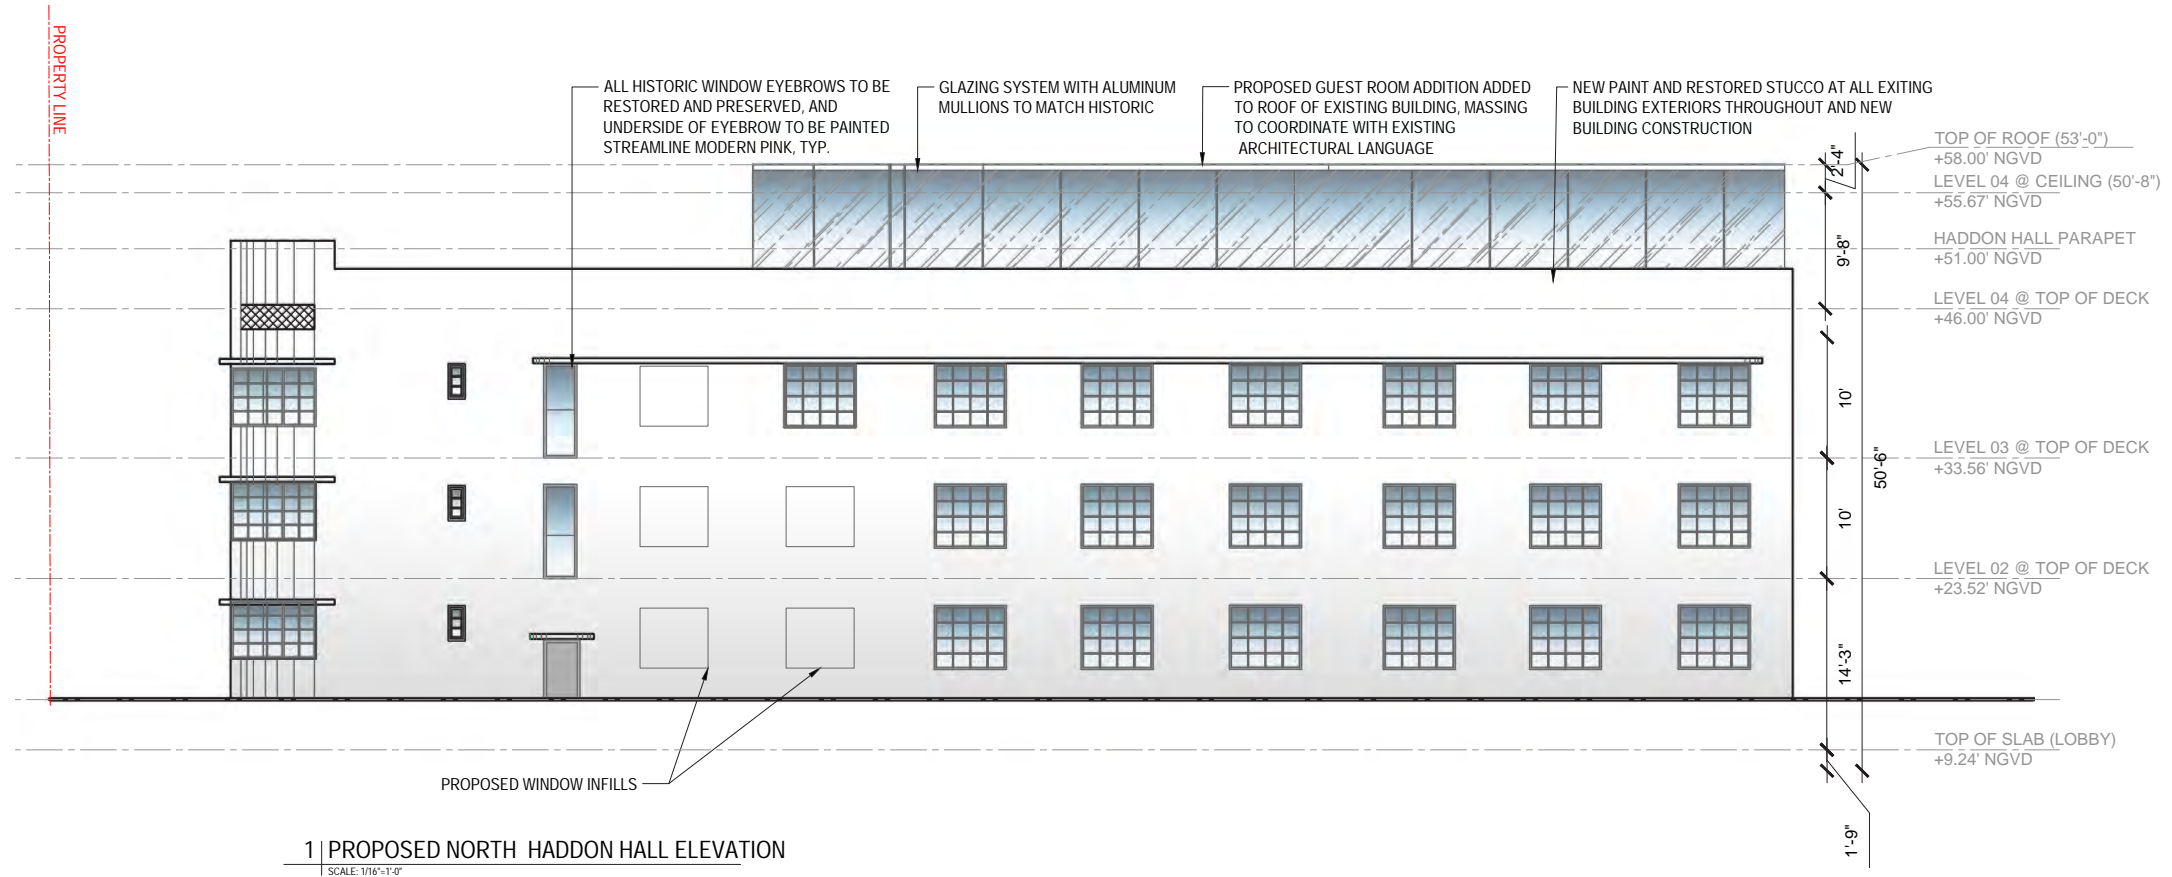 PROPERTY LINE
ALL HISTORIC WINDOW EYEBROWS TO BE
RESTORED AND PRESERVED, AND
UNDERSIDE OF EYEBROW TO BE PAINTED
STREAMLINE MODERN PINK, TYP.
GLAZING SYSTEM WITH ALUMINUM
MULLIONS TO MATCH HISTORIC
PROPOSED GUEST ROOM ADDITION ADDED
TO ROOF OF EXISTING BUILDING, MASSING
TO COORDINATE WITH EXISTING
ARCHITECTURAL LANGUAGE
NEW PAINT AND RESTORED STUCCO AT ALL EXITING
BUILDING EXTERIORS THROUGHOUT AND NEW
BUILDING CONSTRUCTION
TOP OF ROOF (53'-0")
+58.00' NGVD
LEVEL 04 @ CEILING (50'-8")
+55.67' NGVD
HADDON HALL PARAPET
+51.00' NGVD
LEVEL 04 @ TOP OF DECK
+46.00' NGVD
LEVEL 03 @ TOP OF DECK
+33.56' NGVD
LEVEL 02 @ TOP OF DECK
+23.52' NGVD
TOP OF SLAB (LOBBY)
+9.24' NGVD
2'-4"
9'-8"
10'
50'-6"
10'
14'-3"
1'-9"
PROPOSED WINDOW INFILLS
1 PROPOSED NORTH HADDON HALL ELEVATION
SCALE: 1/16"=1'-0"